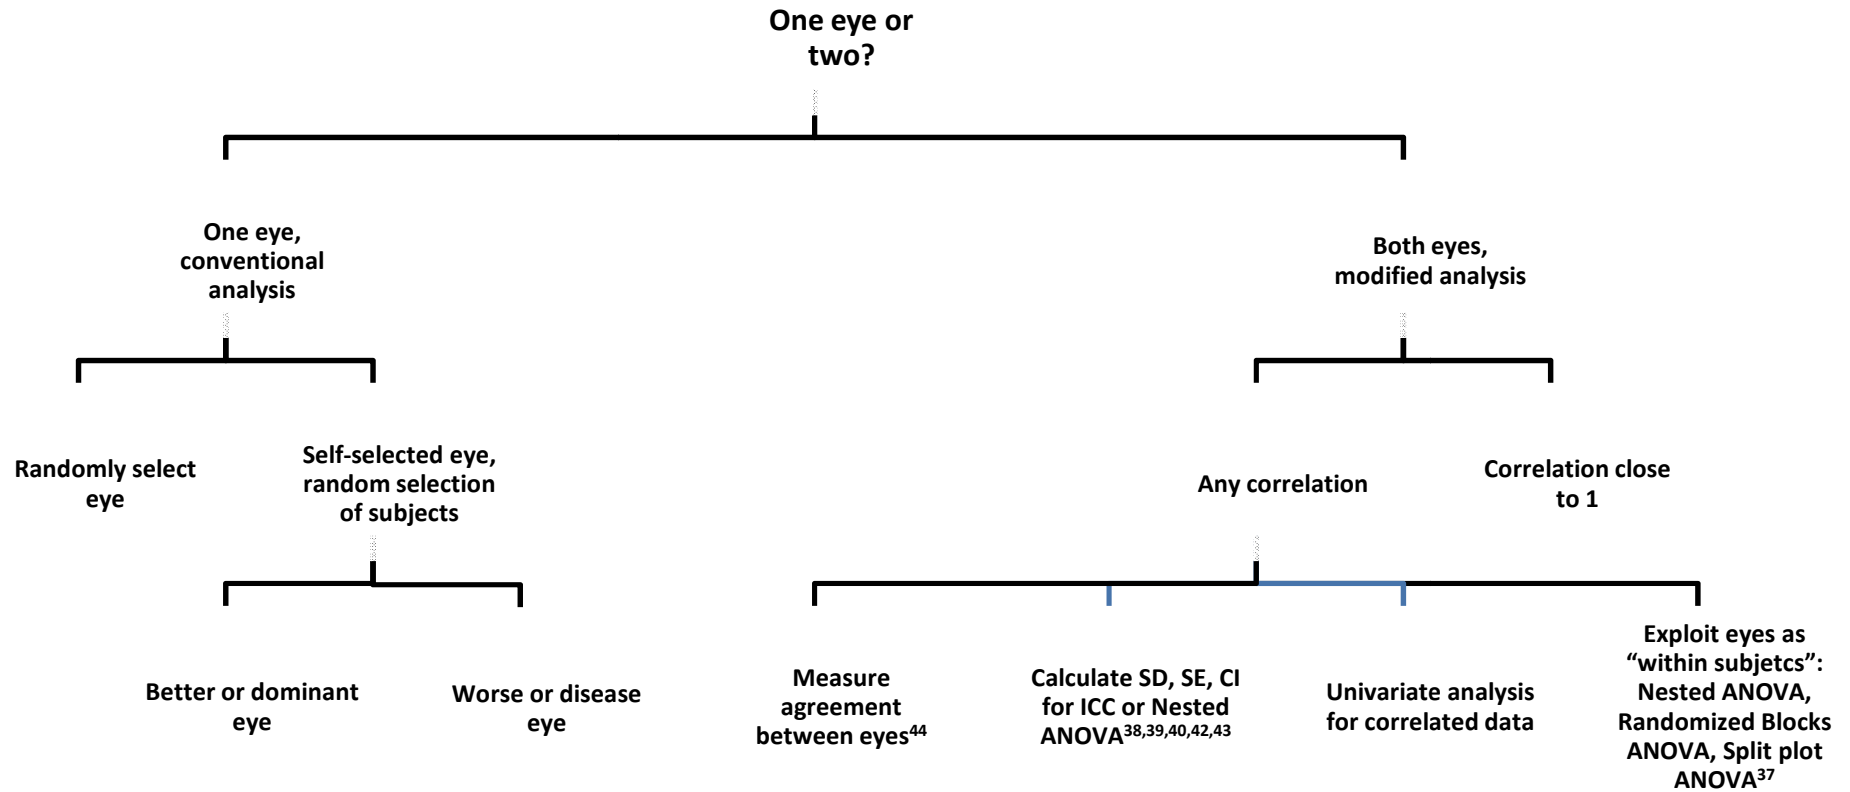 One eye or
two?
One eye,
conventional
analysis
Both eyes,
modified analysis
Randomly select
eye
Self-selected eye,
random selection
of subjects
Any correlation
Correlation close
to 1
Better or dominant
eye
Worse or disease
eye
Measure
agreement
between eyes44
Calculate SD, SE, CI
for ICC or Nested
ANOVA38,39,40,42,43
Univariate analysis
for correlated data
Exploit eyes as
“within subjetcs”:
Nested ANOVA,
Randomized Blocks
ANOVA, Split plot
ANOVA37